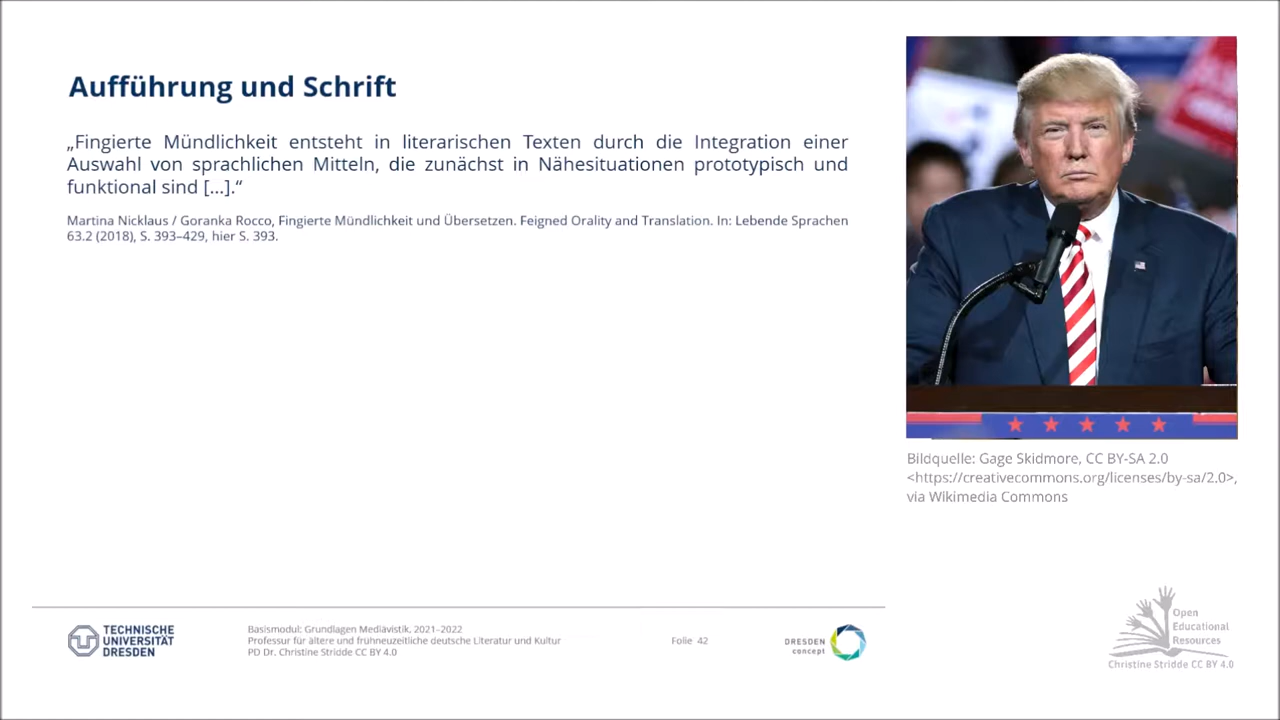 Aufführung und Schrift
„Fingierte Mündlichkeit entsteht in literarischen Texten durch die Integration einer
Auswahl von sprachlichen Mitteln, die zunächst in Nähesituationen prototypisch und
funktional sind [...].“
Martina Nicklaus / Goranka Rocco, Fingierte Mündlichkeit und Übersetzen. Feigned Orality and Translation. In: Lebende Sprachen
63.2 (2018), S. 393–429, hier S. 393.
Bildquelle: Gage Skidmore, CC BY-SA 2.0
<https://creativecommons.org/licenses/by-sa/2.0>,
via Wikimedia Commons
TECHNISCHE
UNIVERSITÄT
DRESDEN
Basismodul: Grundlagen Mediävistik, 2021–2022
Professur für ältere und frühneuzeitliche deutsche Literatur und Kultur
PD Dr. Christine Stridde CC BY 4.0
Folie 42
DRESDEN
concept
Open
Educational
Resources
Christine Stridde CC BY 4.0